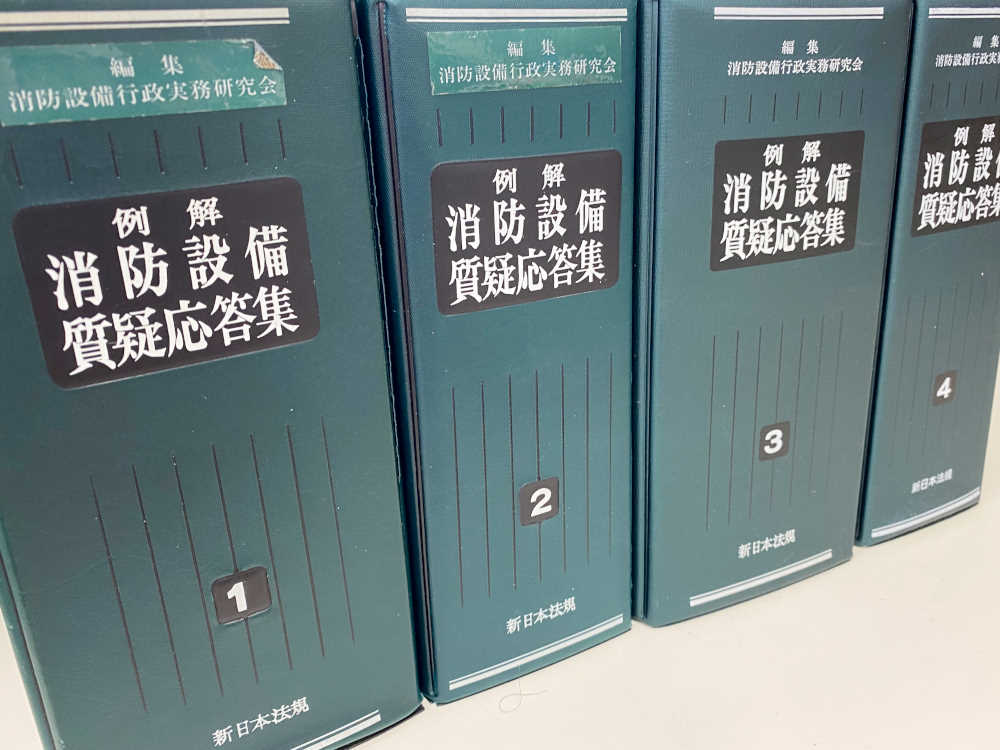 編集
消防設備行政実務研究会
例解
消防設備
質疑応答集
1
新日本法規
編集
消防設備行政実務研究会
例解
消防設備
質疑応答集
2
新日本法規
編集
消防設備行政実務研究会
例解
消防設備
質疑応答集
3
新日本法規
編集
消防設備行政実
例解
消防設備
質疑応答集
4
新日本法規